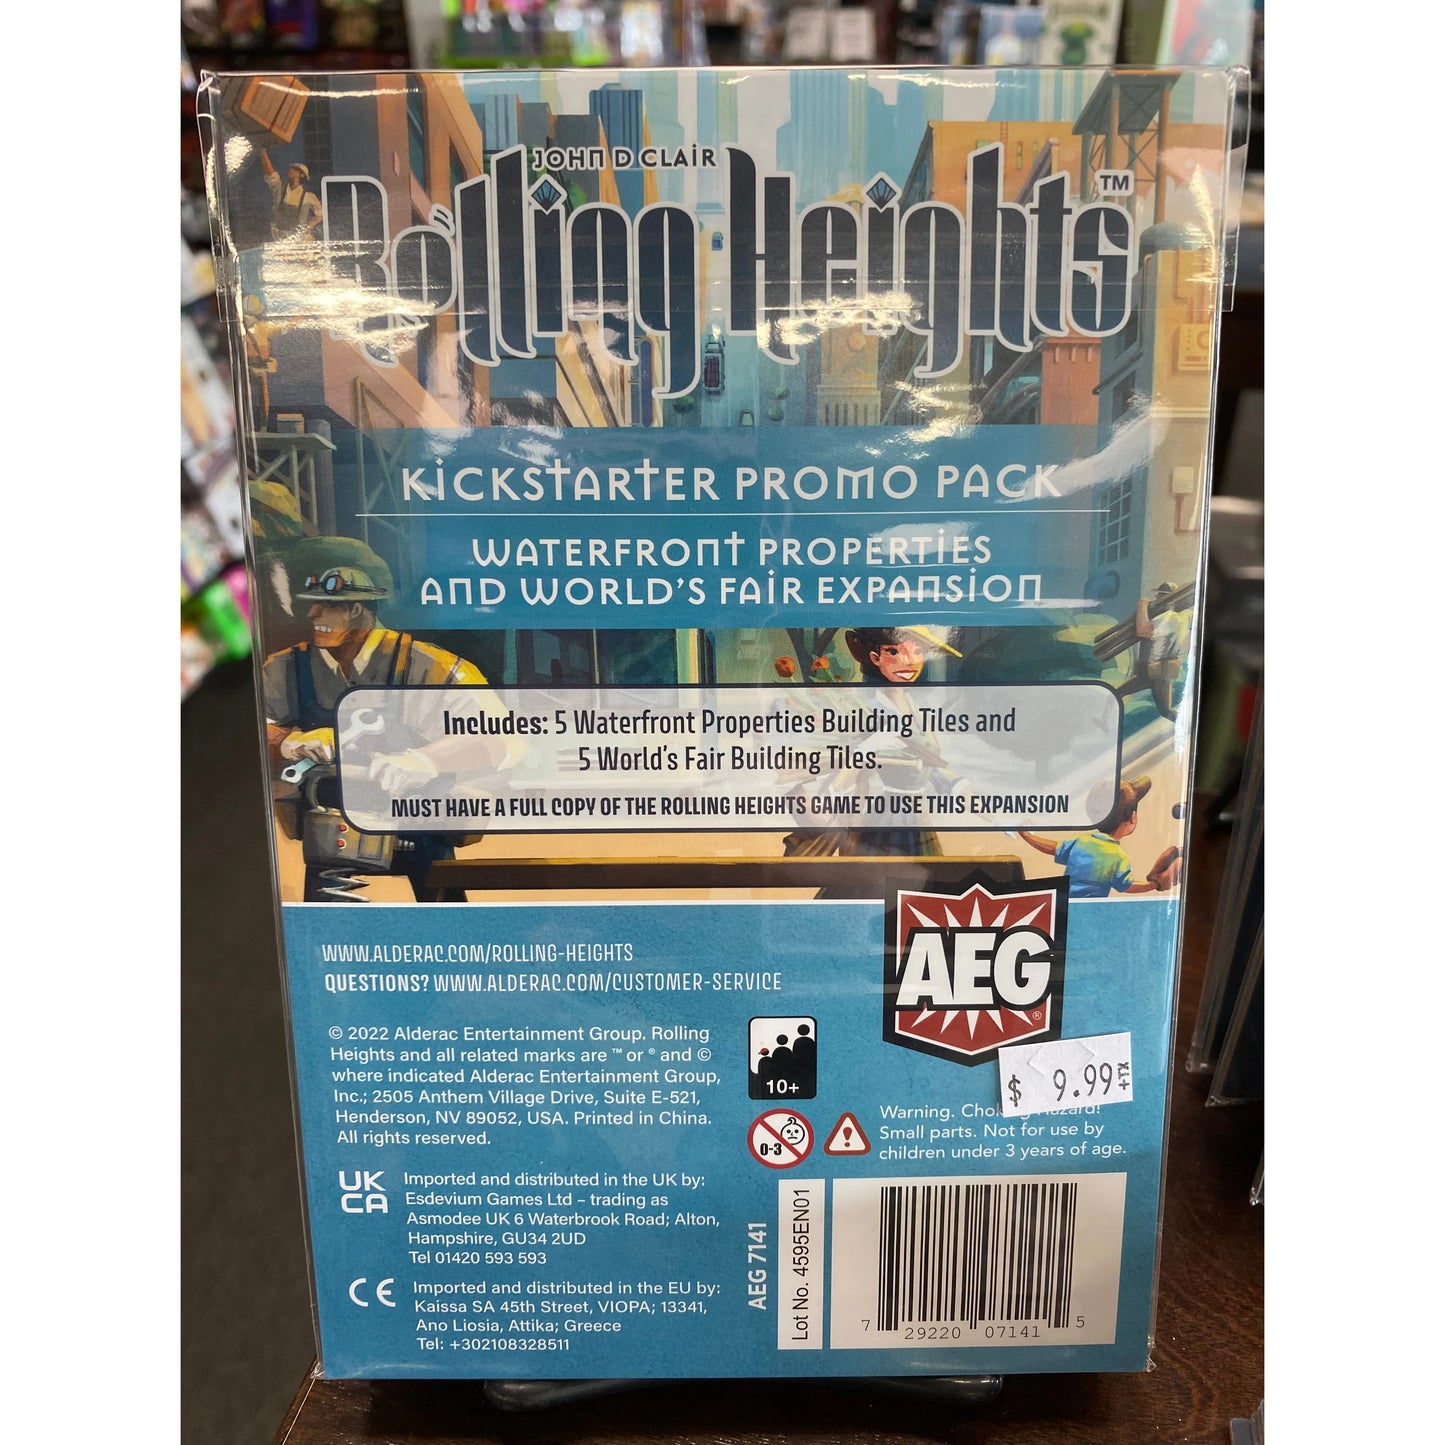 JOHN D CLAIR
Rolling Heights™
KICKSTARTER PROMO PACK
WATERFRONT PROPERTIES
AND WORLD'S FAIR EXPANSION
Includes: 5 Waterfront Properties Building Tiles and
5 World's Fair Building Tiles.
MUST HAVE A FULL COPY OF THE ROLLING HEIGHTS GAME TO USE THIS EXPANSION
WWW.ALDERAC.COM/ROLLING-HEIGHTS
QUESTIONS? WWW.ALDERAC.COM/CUSTOMER-SERVICE
AEG®
© 2022 Alderac Entertainment Group. Rolling
Heights and all related marks are ™ or ® and ©
where indicated Alderac Entertainment Group,
Inc.; 2505 Anthem Village Drive, Suite E-521,
Henderson, NV 89052, USA. Printed in China.
All rights reserved.
10+
0-3
$ 9.99 +TX
Warning.
Small parts. Not for use by
children under 3 years of age.
UK
CA
Imported and distributed in the UK by:
Esdevium Games Ltd – trading as
Asmodee UK 6 Waterbrook Road; Alton,
Hampshire, GU34 2UD
Tel 01420 593 593
CE
Imported and distributed in the EU by:
Kaissa SA 45th Street, VIOPA; 13341,
Ano Liosia, Attika; Greece
Tel: +302108328511
AEG 7141
Lot No. 4595EN01
7 29220 07141 5